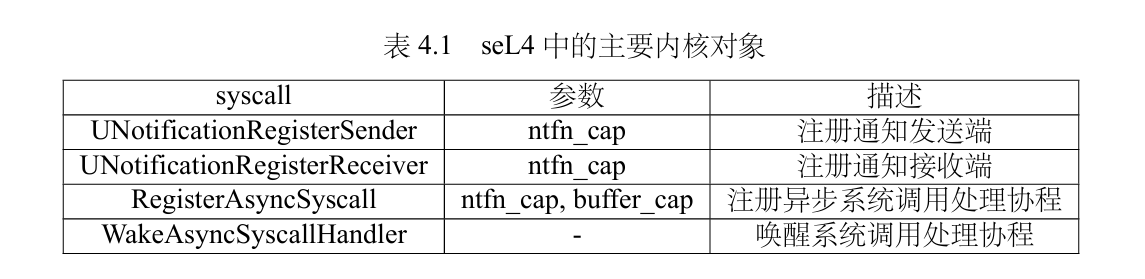 表 4.1 seL4 中的主要内核对象
syscall 参数 描述
UNotificationRegisterSender ntfn_cap 注册通知发送端
UNotificationRegisterReceiver ntfn_cap 注册通知接收端
RegisterAsyncSyscall ntfn_cap, buffer_cap 注册异步系统调用处理协程
WakeAsyncSyscallHandler - 唤醒系统调用处理协程